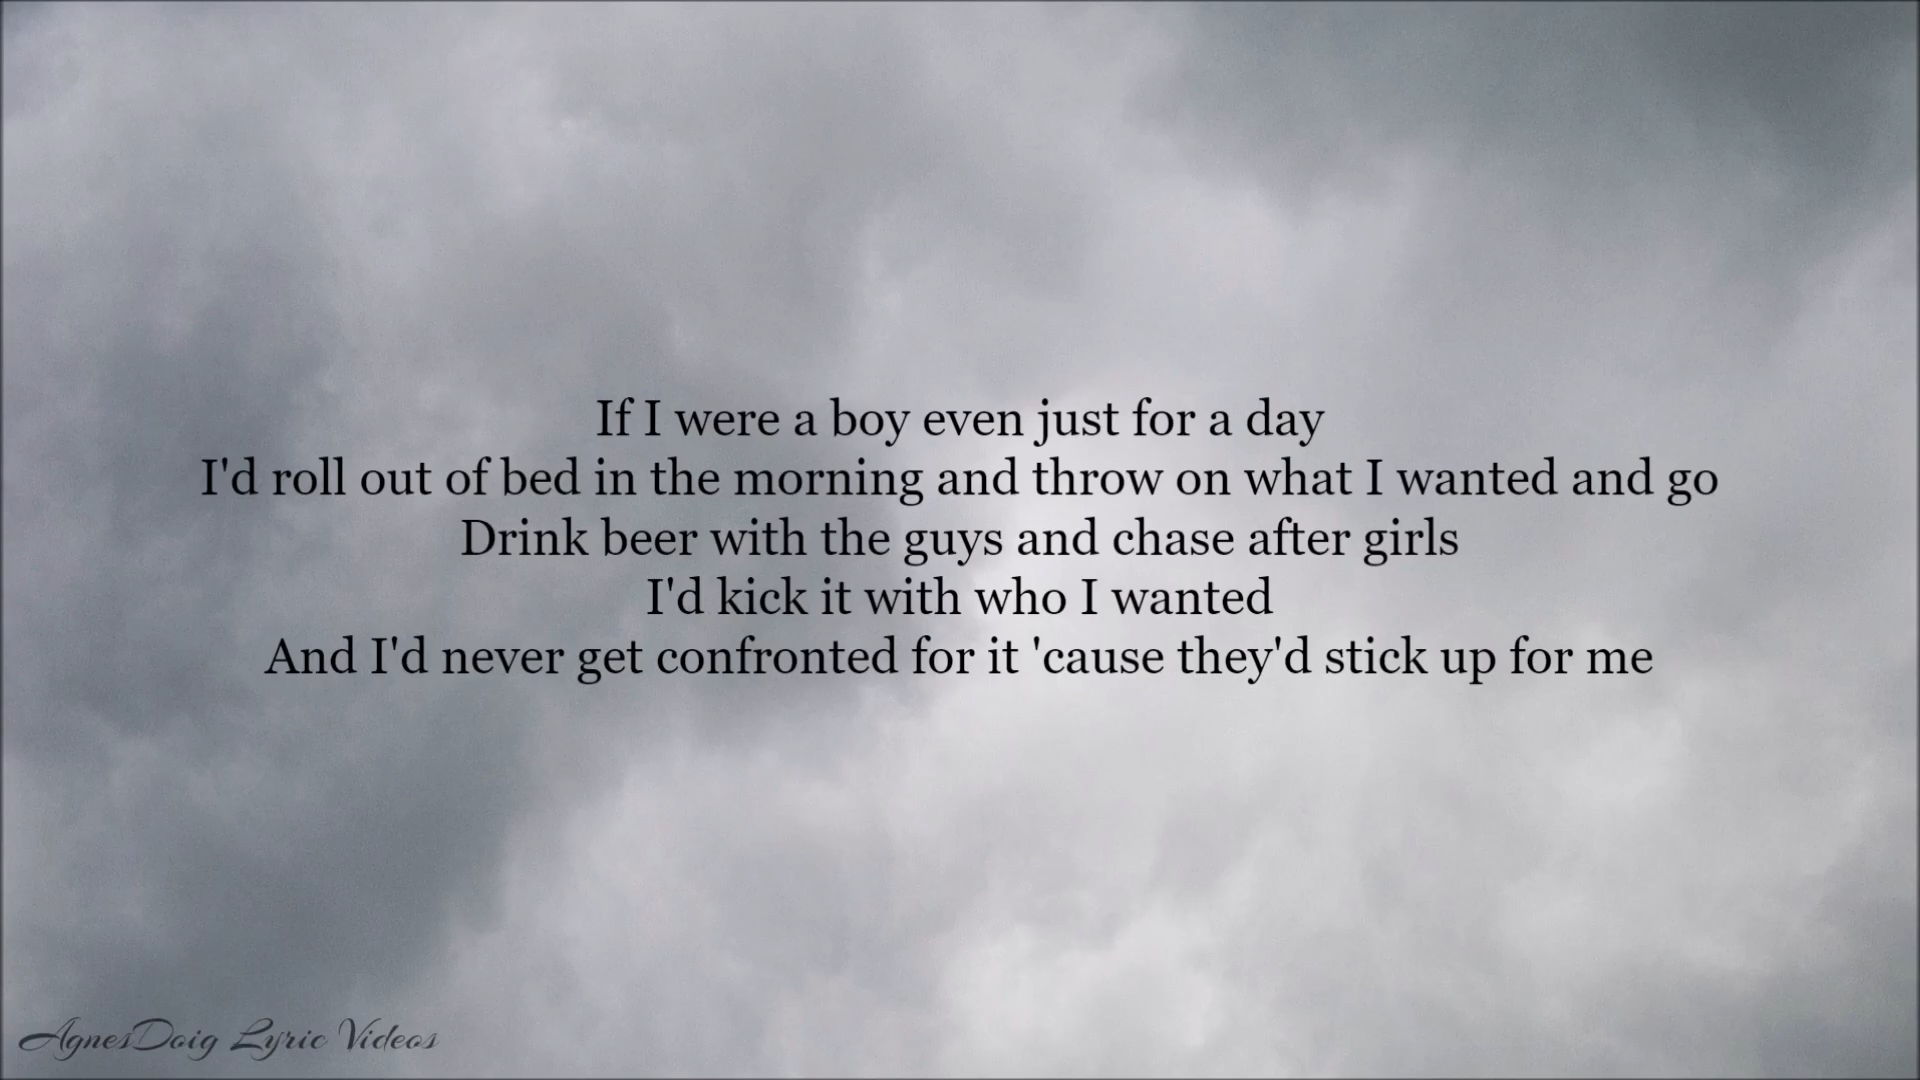 If I were a boy even just for a day
I'd roll out of bed in the morning and throw on what I wanted and go
Drink beer with the guys and chase after girls
I'd kick it with who I wanted
And I'd never get confronted for it 'cause they'd stick up for me
AgnesDoig Lyric Videos